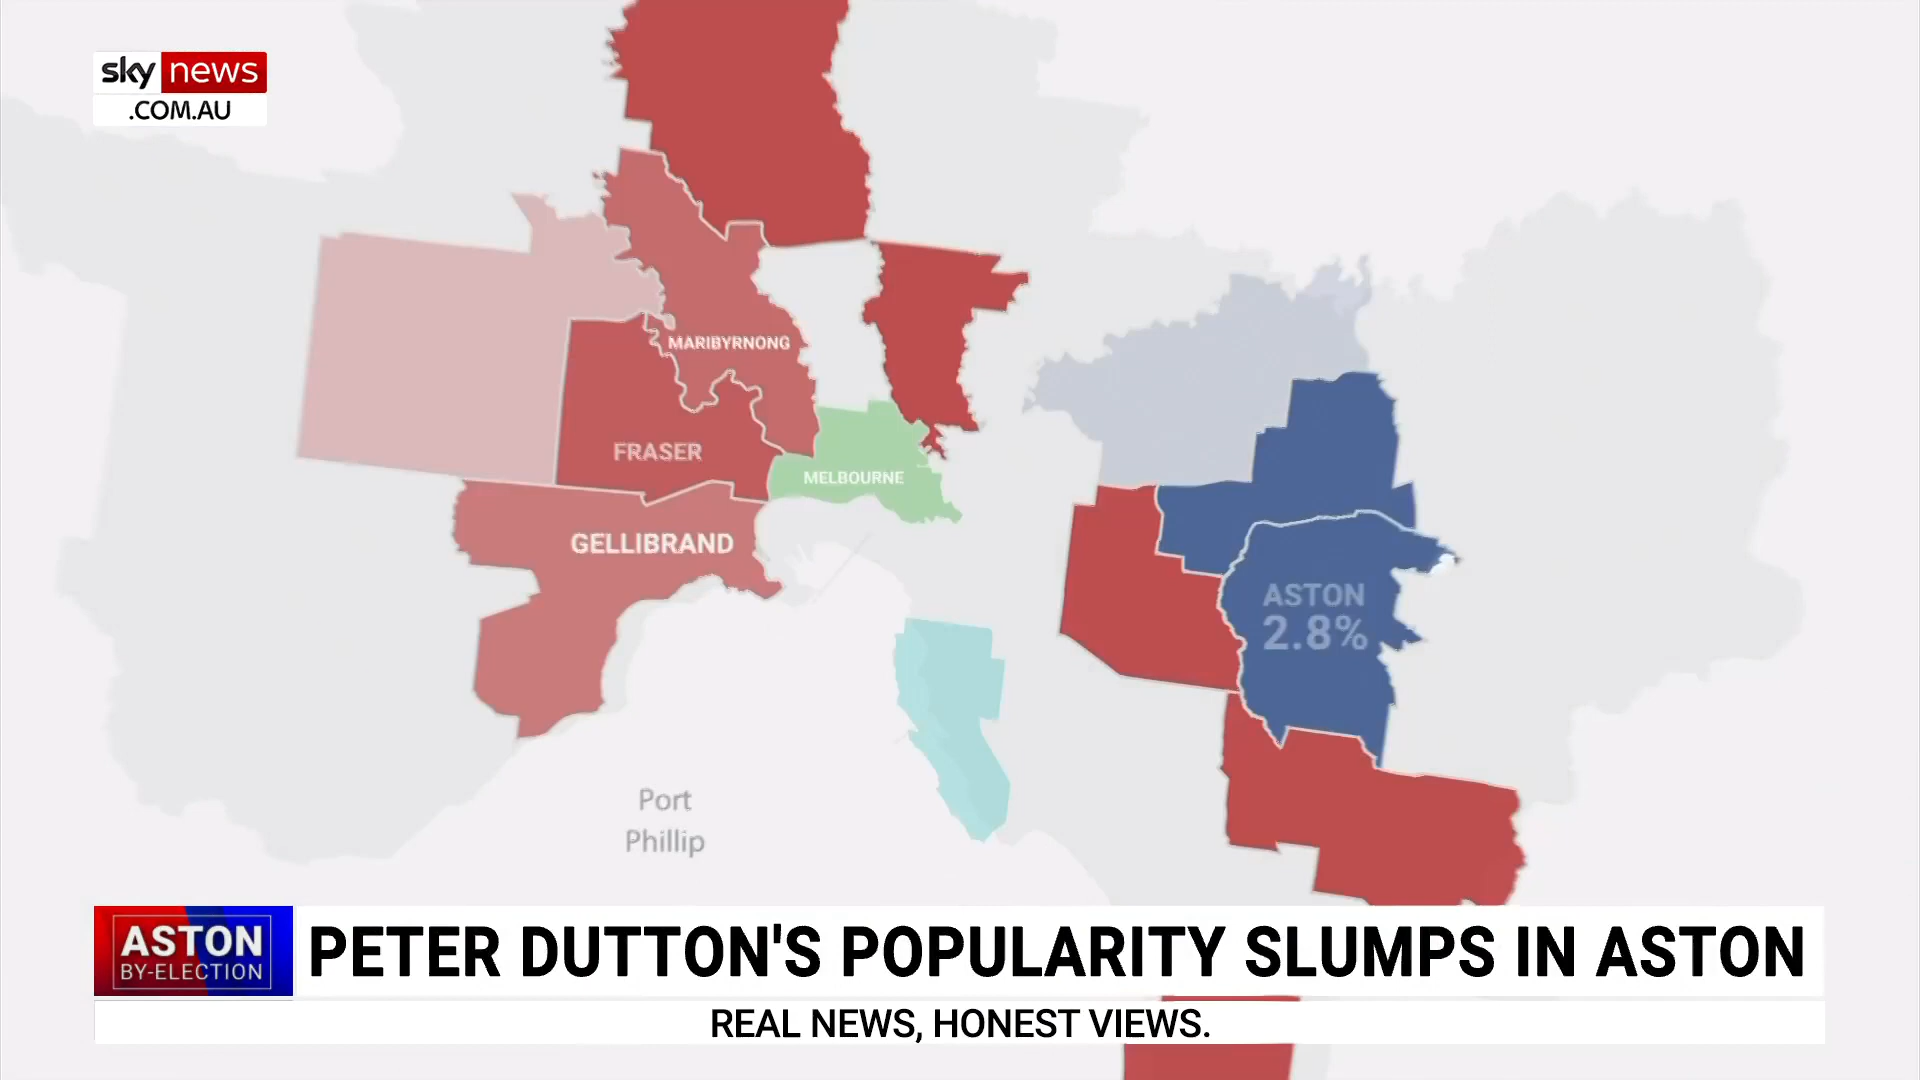 sky news
.COM.AU
MARIBYRNONG
FRASER
MELBOURNE
GELLIBRAND
ASTON
2.8%
Port
Phillip
ASTON
BY-ELECTION
PETER DUTTON'S POPULARITY SLUMPS IN ASTON
REAL NEWS, HONEST VIEWS.